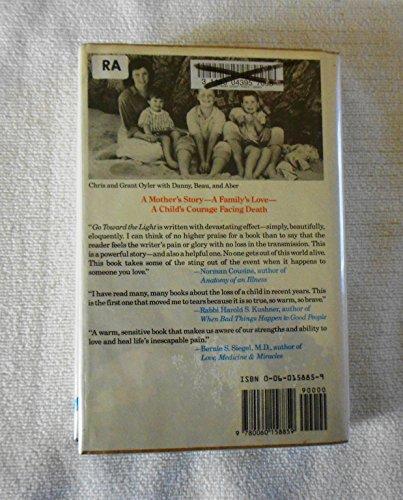 RA
Chris and Grant Oyler with Danny, Beau, and Aber
A Mother's Story—A Family's Love—
A Child's Courage Facing Death
"Go Toward the Light is written with devastating effect—simply, beautifully,
eloquently. I can think of no higher praise for a book than to say that the
reader feels the writer's pain or glory with no loss in the transmission. This
is a powerful story—and also a helpful one. No one gets out of this world alive.
This book takes some of the sting out of the event when it happens to
someone you love."
—Norman Cousins, author of
Anatomy of an Illness
"I have read many, many books about the loss of a child in recent years. This
is the first one that moved me to tears because it is so true, so warm, so brave."
—Rabbi Harold S. Kushner, author of
When Bad Things Happen to Good People
"A warm, sensitive book that makes us aware of our strengths and ability to
love and heal life's inescapable pain."
—Bernie S. Siegel, M.D., author of
Love, Medicine & Miracles
ISBN 0-06-015885-9
90000
9 780060 158859